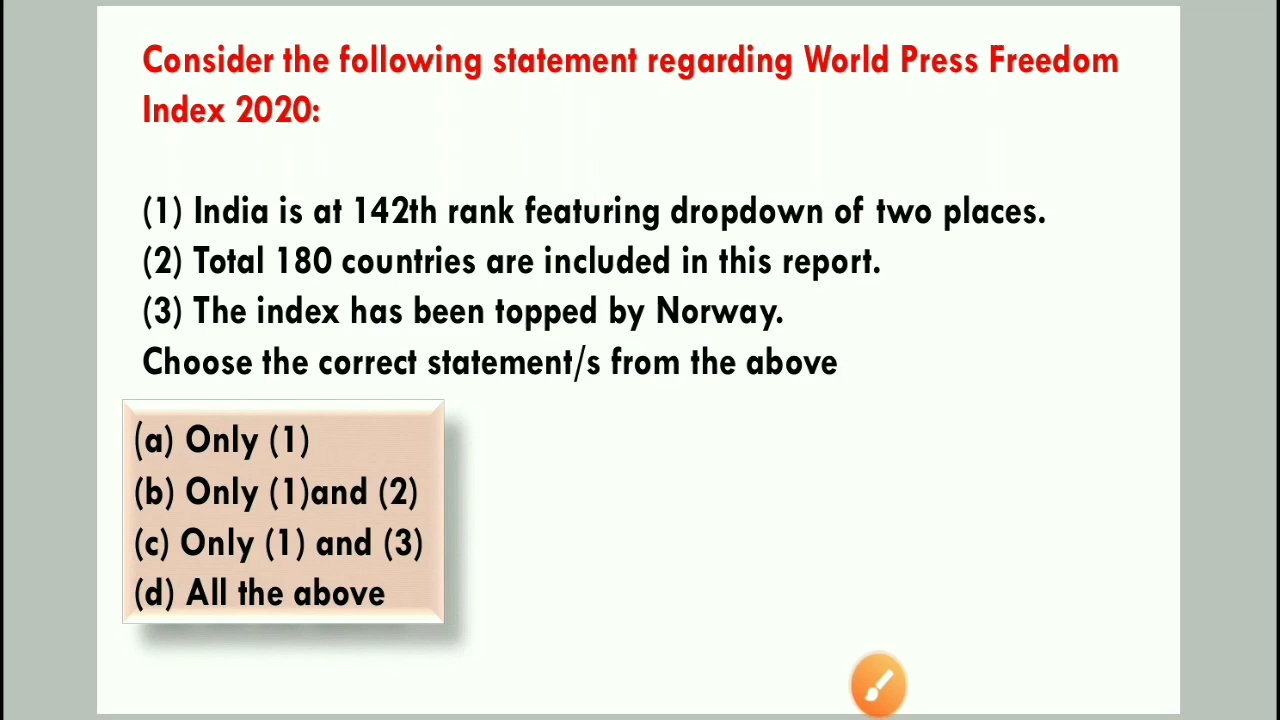 Consider the following statement regarding World Press Freedom
Index 2020:
(1) India is at 142th rank featuring dropdown of two places.
(2) Total 180 countries are included in this report.
(3) The index has been topped by Norway.
Choose the correct statement/s from the above
(a) Only (1)
(b) Only (1)and (2)
(c) Only (1) and (3)
(d) All the above